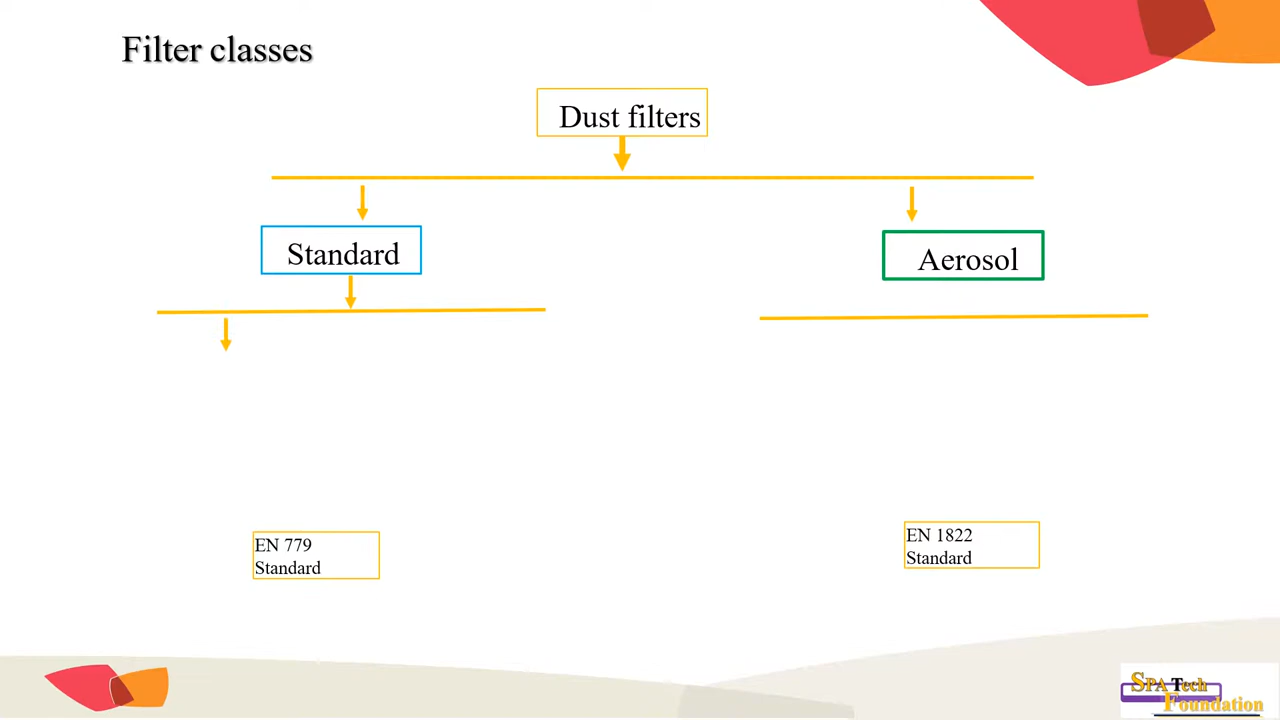 Filter classes
Dust filters
Standard
Aerosol
EN 779
Standard
EN 1822
Standard
SPA Tech
Foundation